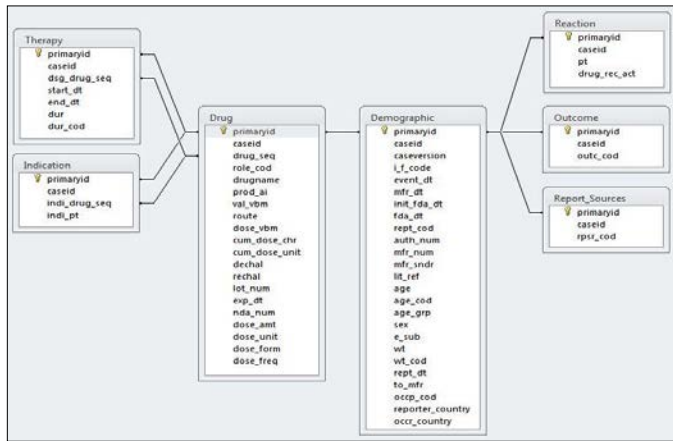 Therapy
primaryid
caseid
dsg_drug_seq
start_dt
end_dt
dur
dur_cod
Indication
primaryid
caseid
indi_drug_seq
indi_pt
Drug
primaryid
caseid
drug_seq
role_cod
drugname
prod_ai
val_vbm
route
dose_vbm
cum_dose_chr
cum_dose_unit
dechal
rechal
lot_num
exp_dt
nda_num
dose_amt
dose_unit
dose_form
dose_freq
Demographic
primaryid
caseid
caseversion
i_f_code
event_dt
mfr_dt
init_fda_dt
fda_dt
rept_cod
auth_num
mfr_num
mfr_sndr
lit_ref
age
age_cod
age_grp
sex
e_sub
wt
wt_cod
rept_dt
to_mfr
occp_cod
reporter_country
occr_country
Reaction
primaryid
caseid
pt
drug_rec_act
Outcome
primaryid
caseid
outc_cod
Report_Sources
primaryid
caseid
rpsr_cod